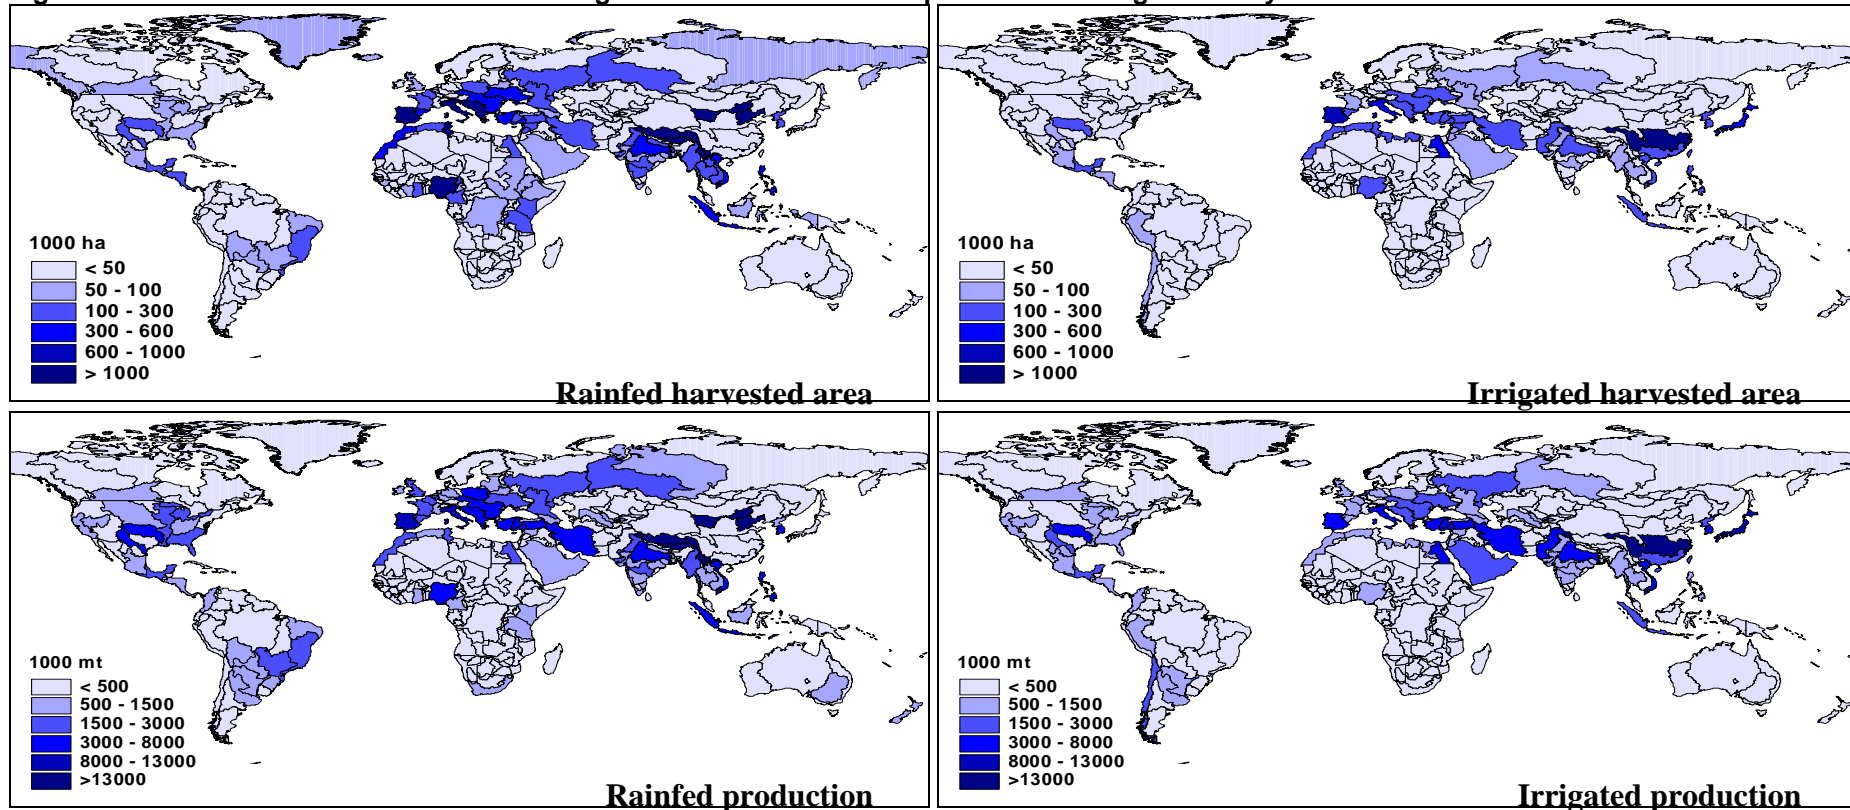 1000 ha
< 50
50 - 100
100 - 300
300 - 600
600 - 1000
> 1000
Rainfed harvested area
1000 ha
< 50
50 - 100
100 - 300
300 - 600
600 - 1000
> 1000
Irrigated harvested area
1000 mt
< 500
500 - 1500
1500 - 3000
3000 - 8000
8000 - 13000
>13000
Rainfed production
1000 mt
< 500
500 - 1500
1500 - 3000
3000 - 8000
8000 - 13000
>13000
Irrigated production